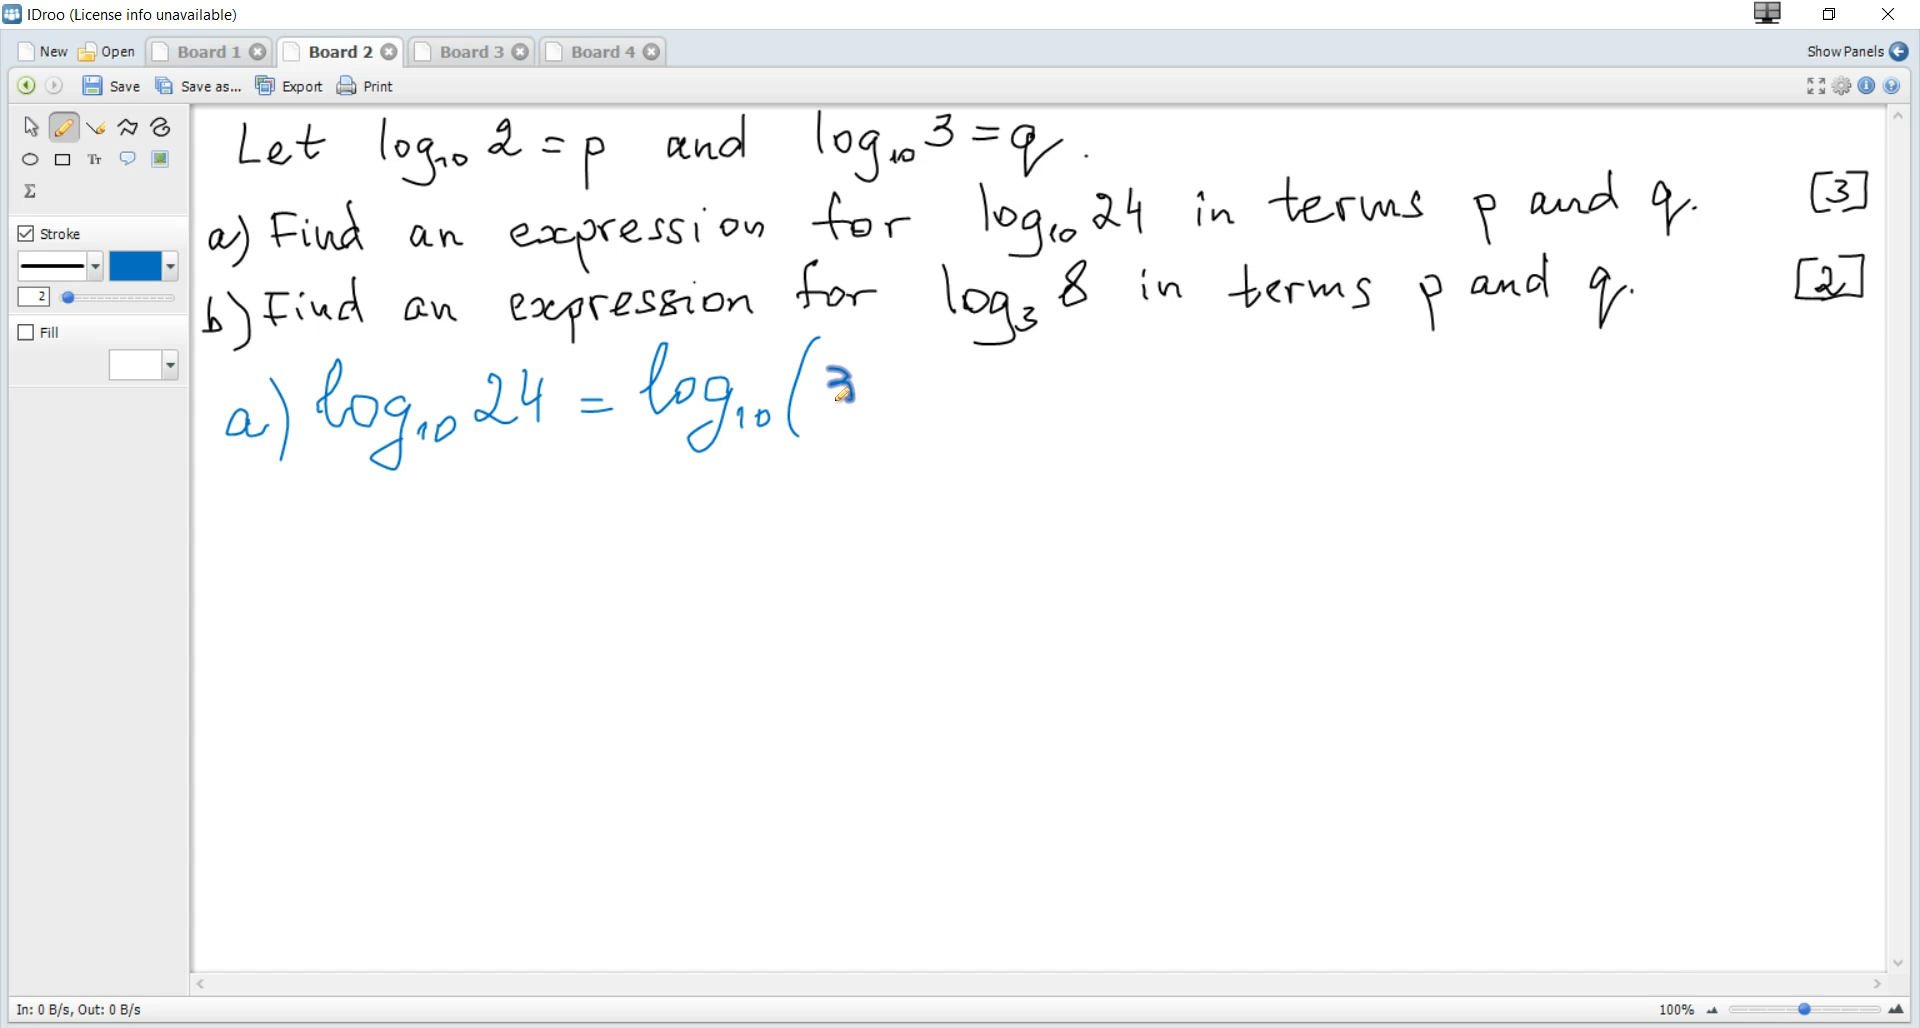 IDroo (License info unavailable)
New Open Board 1 Board 2 Board 3 Board 4 Show Panels
Save Save as... Export Print
Let log₁₀ 2 = p and log₁₀ 3 = q.
a) Find an expression for log₁₀ 24 in terms p and q. [3]
b) Find an expression for log₃ 8 in terms p and q. [2]
a) log₁₀ 24 = log₁₀ (3
Tr
Σ
Stroke
2
Fill
In: 0 B/s, Out: 0 B/s 100%